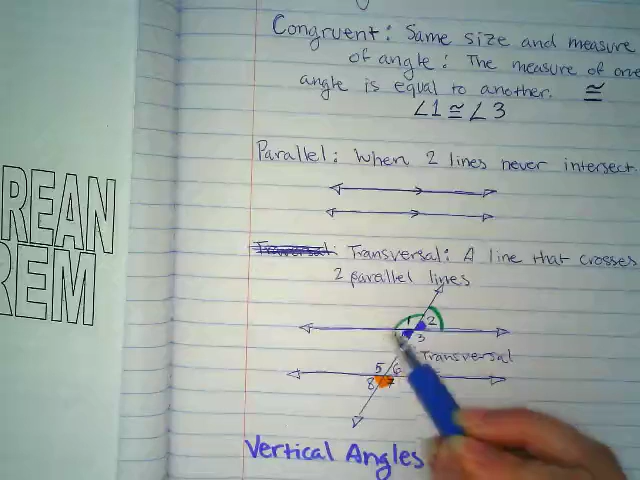 Congruent: Same size and measure
of angle: The measure of one
angle is equal to another. ≅
∠1 ≅ ∠3
Parallel: When 2 lines never intersect.
Transversal: A line that crosses
2 parallel lines
1 2
3
Transversal
5 6
8 7
Vertical Angles
REAN
REM